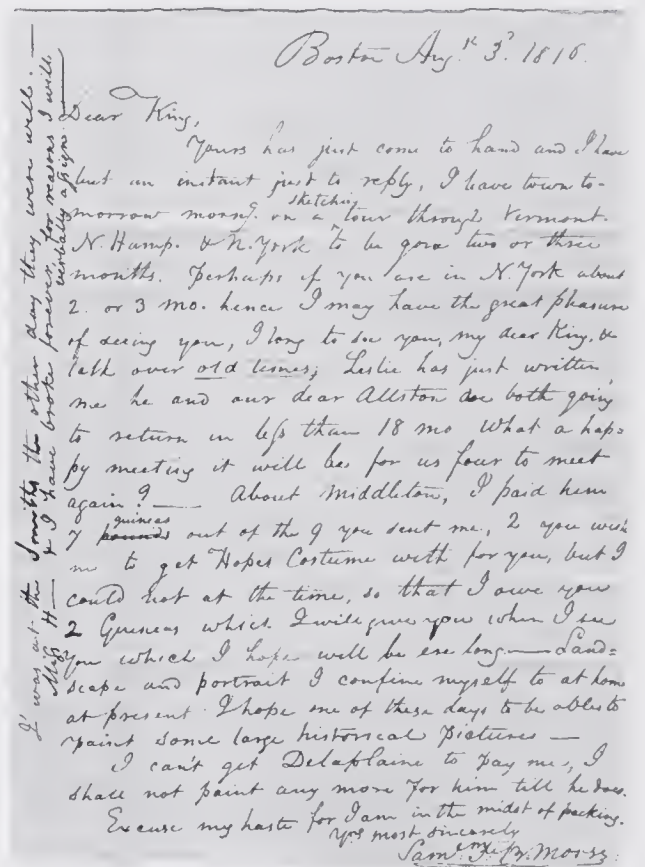 Boston Augst 3d. 1816.
Dear King,
Yours has just come to hand and I have
but an instant just to reply, I leave town to-
morrow morng. on a sketching tour through Vermont.
N. Hamp. & N. York to be gone two or three
months. Perhaps if you are in N. York about
2. or 3 mo. hence I may have the great pleasure
of seeing you, I long to see you, my dear King, &
talk over old times; Leslie has just written
me he and our dear Allston are both going
to return in less than 18 mo What a hap=
py meeting it will be for us four to meet
again? — About Middleton, I paid him
7 pounds guineas out of the 9 you sent me, 2 you wish
me to get Hopes Costume with for you, but I
could not at the time, so that I owe you
2 Guineas which I will give you when I see
you which I hope will be ere long — Land=
scape and portrait I confine myself to at home
at present I hope one of these days to be able to
paint some large historical pictures —
I can't get Delaplaine to pay me, I
shall not paint any more for him till he does.
Excuse my haste for I am in the midst of packing.
Yrs most sincerely
Saml. F. B. Morse.
I was at the Smiths the other day they were well. —
Miss H— & I have broke forever, for reasons I will
verbally assign.